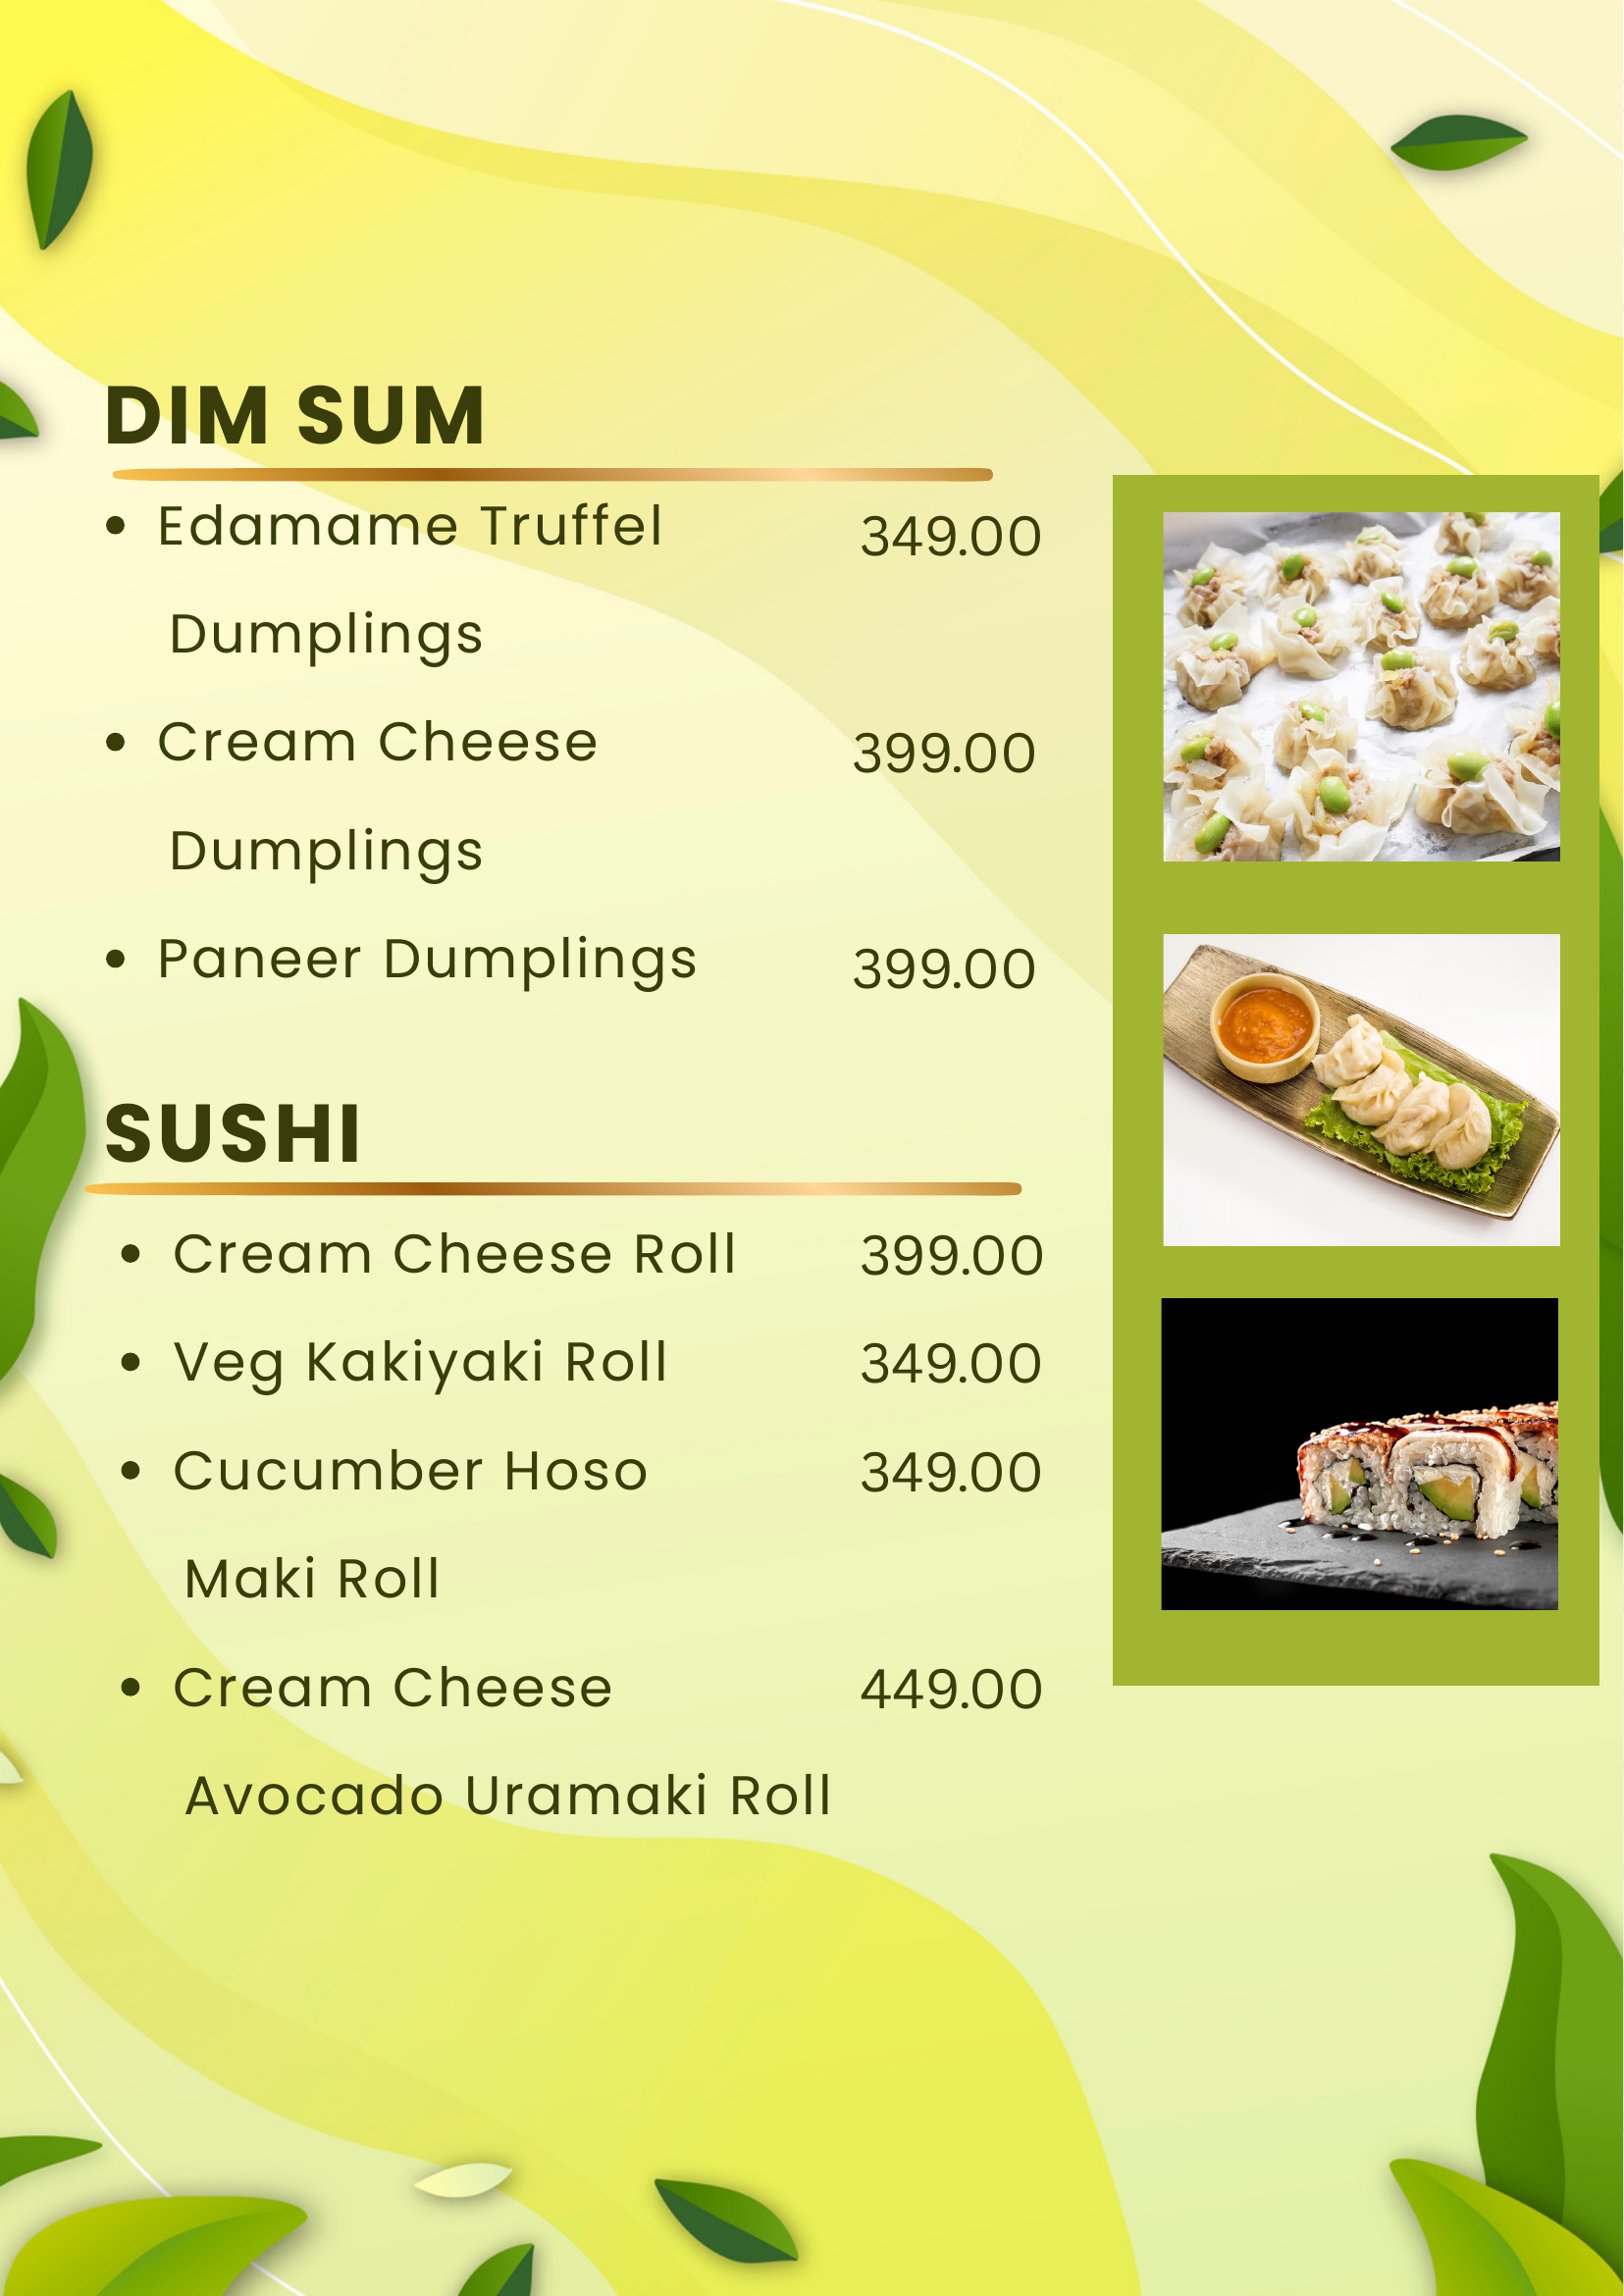 DIM SUM
• Edamame Truffel 349.00
Dumplings
• Cream Cheese 399.00
Dumplings
• Paneer Dumplings 399.00
SUSHI
• Cream Cheese Roll 399.00
• Veg Kakiyaki Roll 349.00
• Cucumber Hoso 349.00
Maki Roll
• Cream Cheese 449.00
Avocado Uramaki Roll